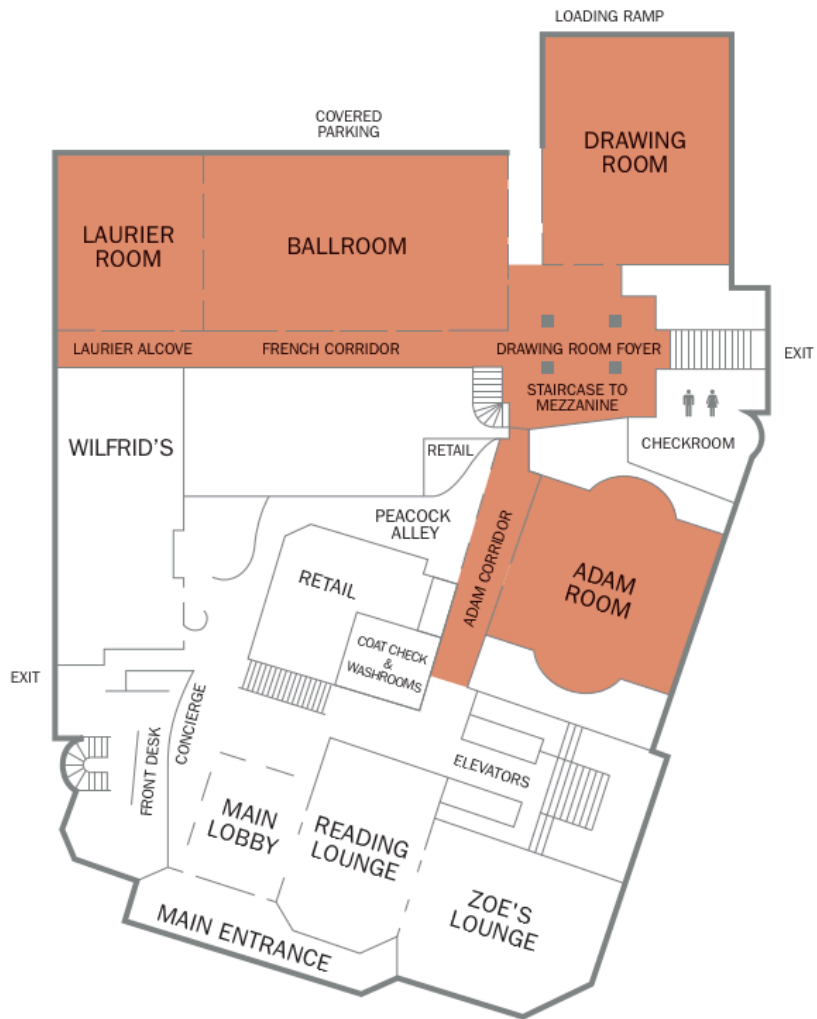 LOADING RAMP
COVERED
PARKING
DRAWING
ROOM
LAURIER
ROOM
BALLROOM
LAURIER ALCOVE
FRENCH CORRIDOR
DRAWING ROOM FOYER
EXIT
STAIRCASE TO
MEZZANINE
WILFRID'S
RETAIL
CHECKROOM
PEACOCK
ALLEY
ADAM CORRIDOR
ADAM
ROOM
RETAIL
COAT CHECK
&
WASHROOMS
EXIT
CONCIERGE
FRONT DESK
ELEVATORS
MAIN
LOBBY
READING
LOUNGE
ZOE'S
LOUNGE
MAIN ENTRANCE